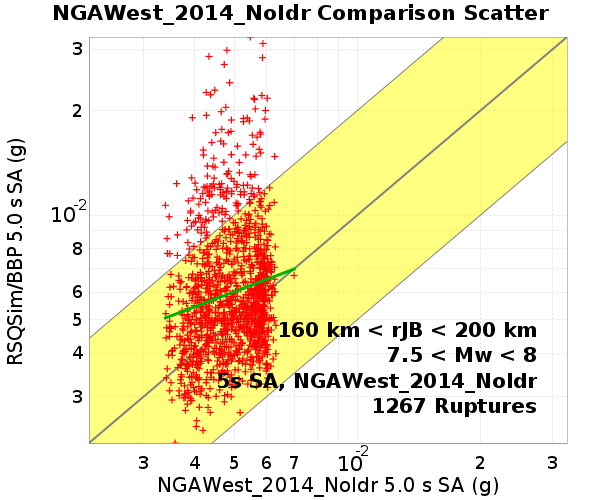 NGAWest_2014_NoIdr Comparison Scatter
3
2
10-2
8
6
5
4
3
RSQSim/BBP 5.0 s SA (g)
160 km < rJB < 200 km
7.5 < Mw < 8
5s SA, NGAWest_2014_NoIdr
1267 Ruptures
3 4 5 6 7 10-2 2 3
NGAWest_2014_NoIdr 5.0 s SA (g)